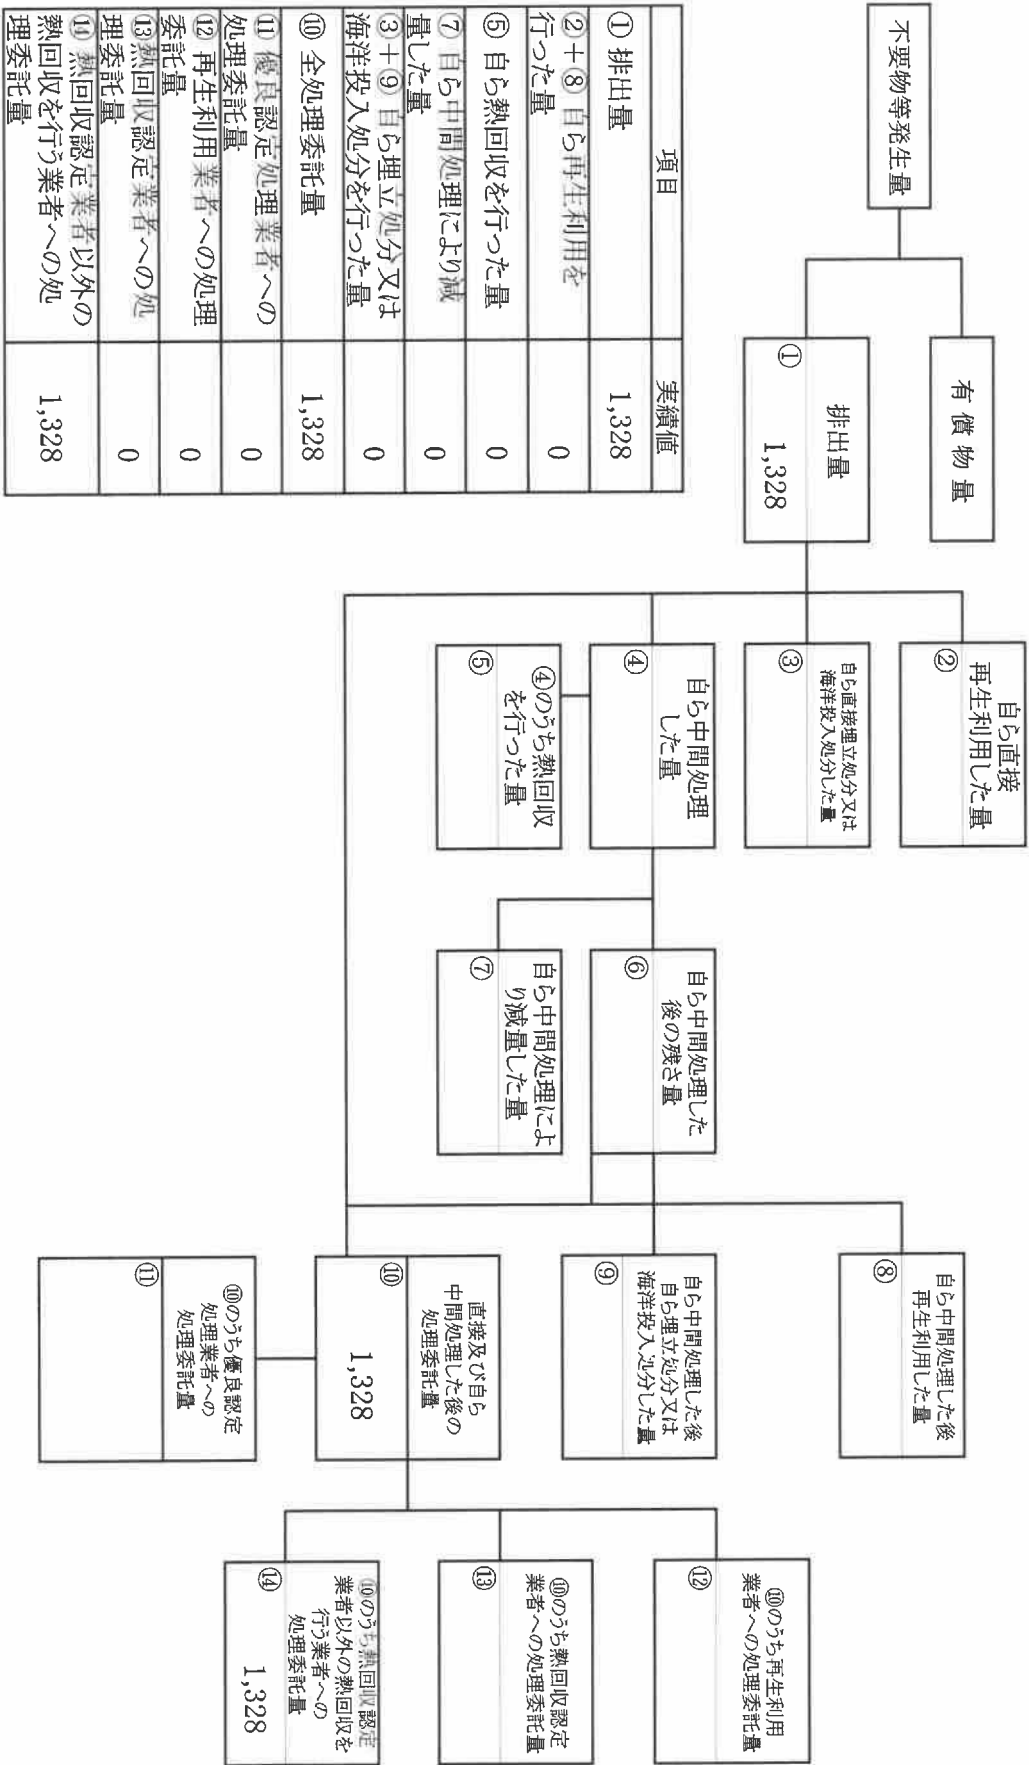 不要物等発生量
有償物量
排出量
①
1,328
自ら直接
再生利用した量
②
自ら直接埋立処分又は
海洋投入処分した量
③
自ら中間処理
した量
④
④のうち熱回収
を行った量
⑤
自ら中間処理した
後の残さ量
⑥
自ら中間処理によ
り減量した量
⑦
自ら中間処理した後
再生利用した量
⑧
自ら中間処理した後
自ら埋立処分又は
海洋投入処分した量
⑨
直接及び自ら
中間処理した後の
処理委託量
⑩
1,328
⑩のうち優良認定
処理業者への
処理委託量
⑪
⑩のうち再生利用
業者への処理委託量
⑫
⑩のうち熱回収認定
業者への処理委託量
⑬
⑩のうち熱回収認定
業者以外の熱回収を
行う業者への
処理委託量
⑭
1,328
項目 実績値
①排出量 1,328
②+⑧ 自ら再生利用を
行った量 0
⑤ 自ら熱回収を行った量 0
⑦ 自ら中間処理により減
量した量 0
③+⑨ 自ら埋立処分又は
海洋投入処分を行った量 0
⑩ 全処理委託量 1,328
⑪ 優良認定処理業者への
処理委託量 0
⑫ 再生利用業者への処理
委託量 0
⑬熱回収認定業者への処
理委託量 0
⑭ 熱回収認定業者以外の
熱回収を行う業者への処
理委託量 1,328